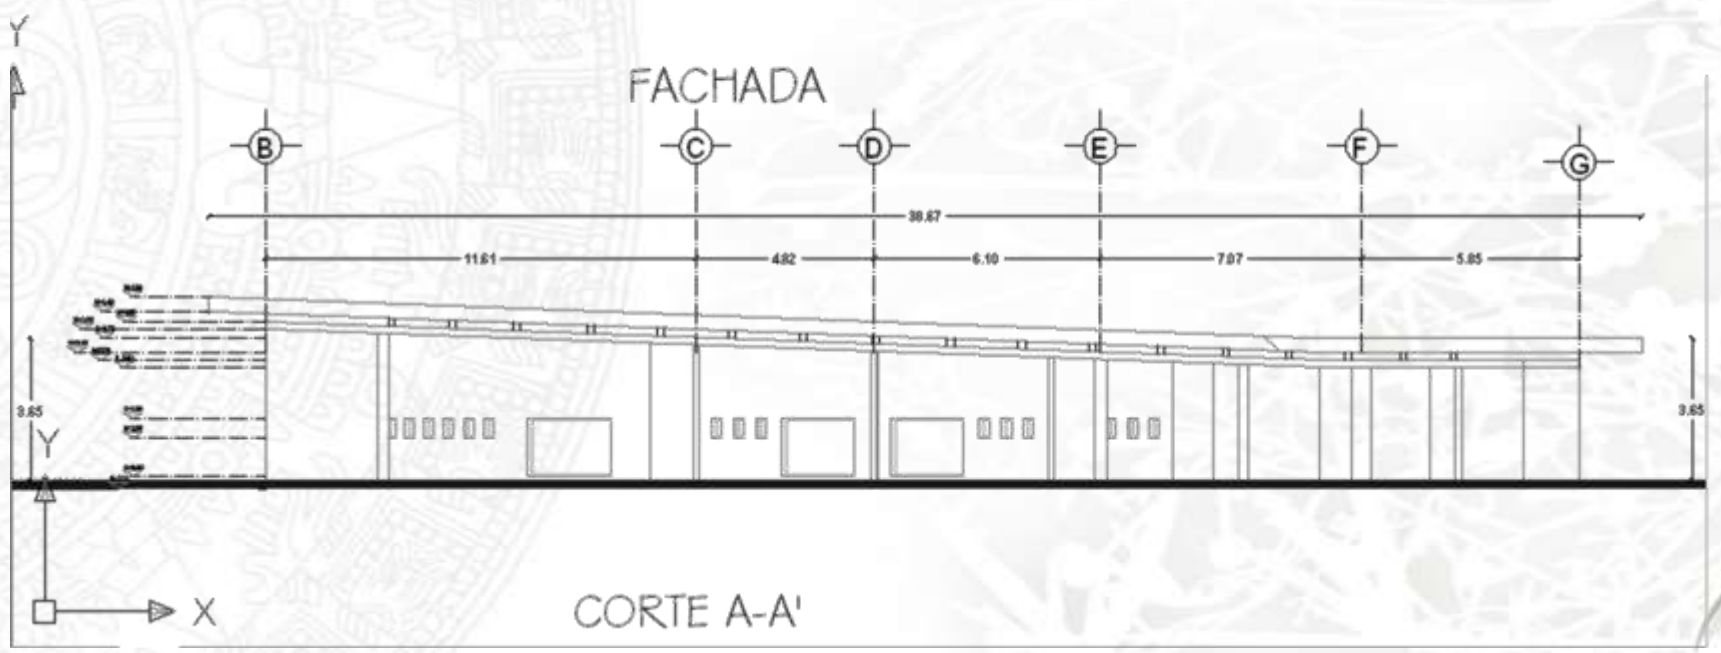 Y
FACHADA
B C D E F G
38.67
11.61 4.82 6.10 7.07 5.85
3.65
3.65
Y
X
CORTE A-A'